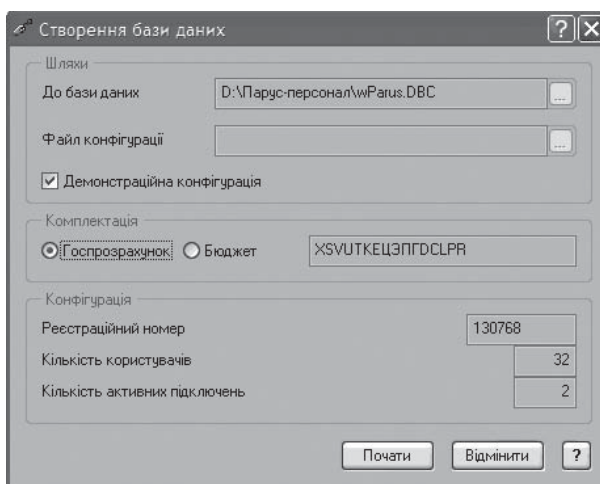 Створення бази даних
Шляхи
До бази даних D:\Парус-персонал\wParus.DBC ...
Файл конфігурації ...
Демонстраційна конфігурація
Комплектація
Госпрозрахунок Бюджет XSVUTKЕЦЭПГDCLPR
Конфігурація
Реєстраційний номер 130768
Кількість користувачів 32
Кількість активних підключень 2
Почати Відмінити ?